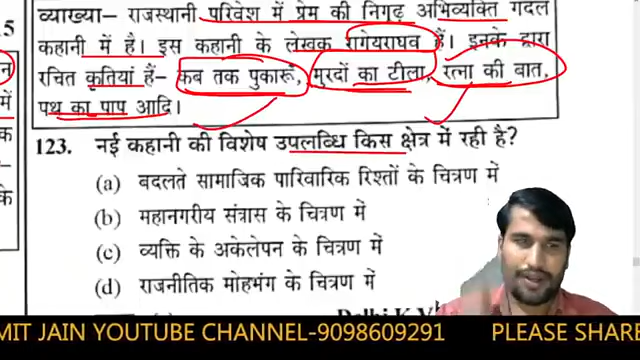 15
व्याख्या– राजस्थानी परिवेश में प्रेम की निगूढ़ अभिव्यक्ति गदल
कहानी में है। इस कहानी के लेखक रांगेयराघव हैं। इनके द्वारा
रचित कृतियां हैं– कब तक पुकारूँ, मुरदों का टीला, रत्ना की बात,
पथ का पाप आदि।
123. नई कहानी की विशेष उपलब्धि किस क्षेत्र में रही है?
(a) बदलते सामाजिक पारिवारिक रिश्तों के चित्रण में
(b) महानगरीय संत्रास के चित्रण में
(c) व्यक्ति के अकेलेपन के चित्रण में
(d) राजनीतिक मोहभंग के चित्रण में
MIT JAIN YOUTUBE CHANNEL-9098609291 PLEASE SHARE